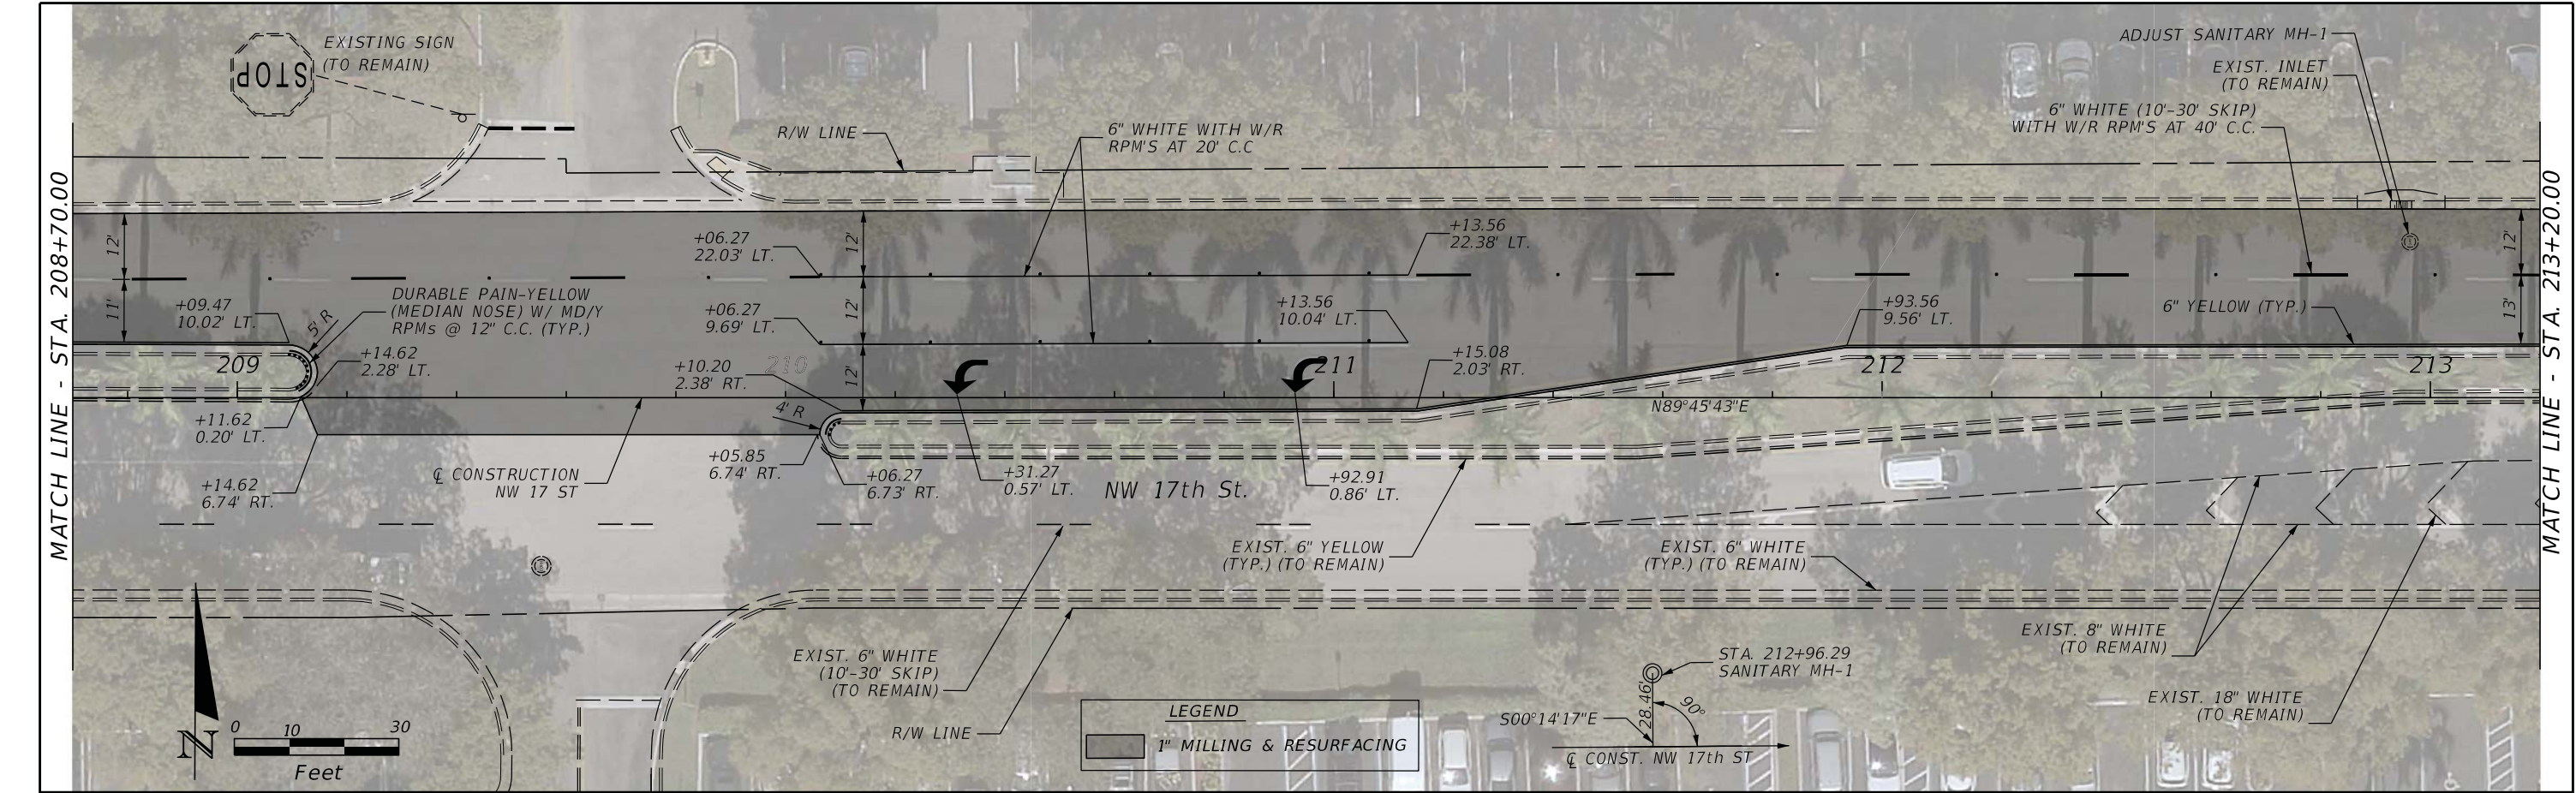 EXISTING SIGN
(TO REMAIN)
STOP
R/W LINE
6" WHITE WITH W/R
RPM'S AT 20' C.C
ADJUST SANITARY MH-1
EXIST. INLET
(TO REMAIN)
6" WHITE (10'-30' SKIP)
WITH W/R RPM'S AT 40' C.C.
MATCH LINE - STA. 208+70.00
MATCH LINE - STA. 213+20.00
12'
11'
+06.27
22.03' LT.
12'
+13.56
22.38' LT.
12'
13'
+09.47
10.02' LT.
5' R
DURABLE PAIN-YELLOW
(MEDIAN NOSE) W/ MD/Y
RPMs @ 12" C.C. (TYP.)
+06.27
9.69' LT.
12'
+13.56
10.04' LT.
+93.56
9.56' LT.
6" YELLOW (TYP.)
209
+14.62
2.28' LT.
+10.20
2.38' RT.
210
12'
211
+15.08
2.03' RT.
212
213
N89°45'43"E
+11.62
0.20' LT.
4' R
+14.62
6.74' RT.
℄ CONSTRUCTION
NW 17 ST
+05.85
6.74' RT.
+06.27
6.73' RT.
+31.27
0.57' LT.
NW 17th St.
+92.91
0.86' LT.
EXIST. 6" YELLOW
(TYP.) (TO REMAIN)
EXIST. 6" WHITE
(TYP.) (TO REMAIN)
EXIST. 6" WHITE
(10'-30' SKIP)
(TO REMAIN)
R/W LINE
EXIST. 8" WHITE
(TO REMAIN)
EXIST. 18" WHITE
(TO REMAIN)
STA. 212+96.29
SANITARY MH-1
28.46'
90°
S00°14'17"E
℄ CONST. NW 17th ST
LEGEND
1" MILLING & RESURFACING
N
0 10 30
Feet